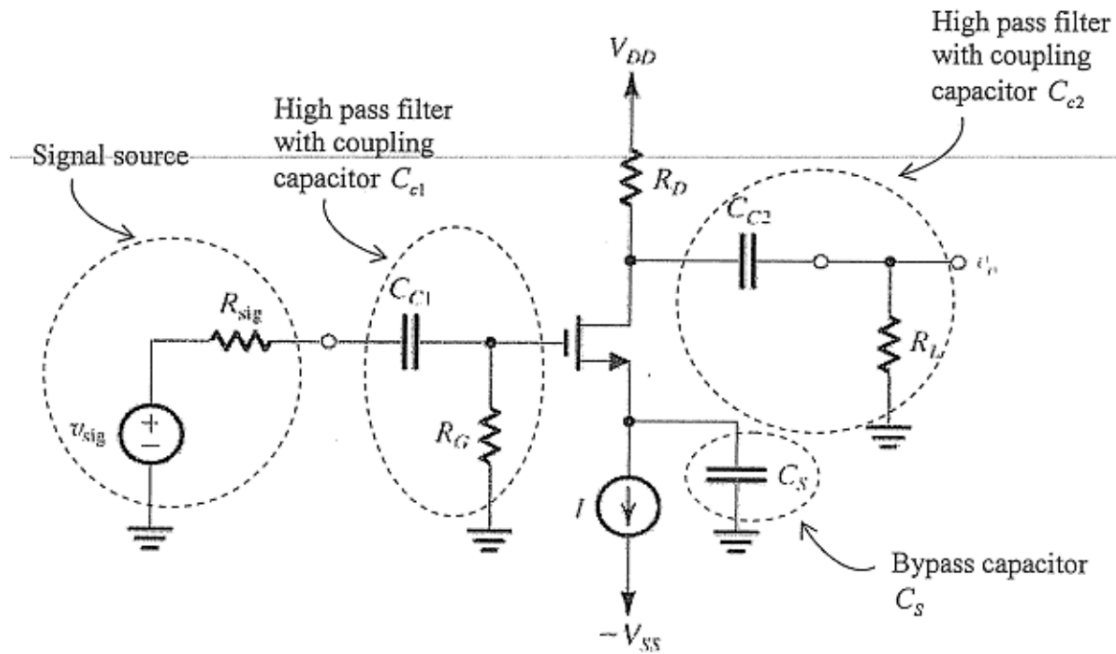 High pass filter
with coupling
capacitor C_c2
V_DD
High pass filter
with coupling
capacitor C_c1
Signal source
R_D
C_C2
C_C1
R_sig
v_o
R_L
v_sig
+
−
R_G
I
C_S
Bypass capacitor
C_S
−V_SS